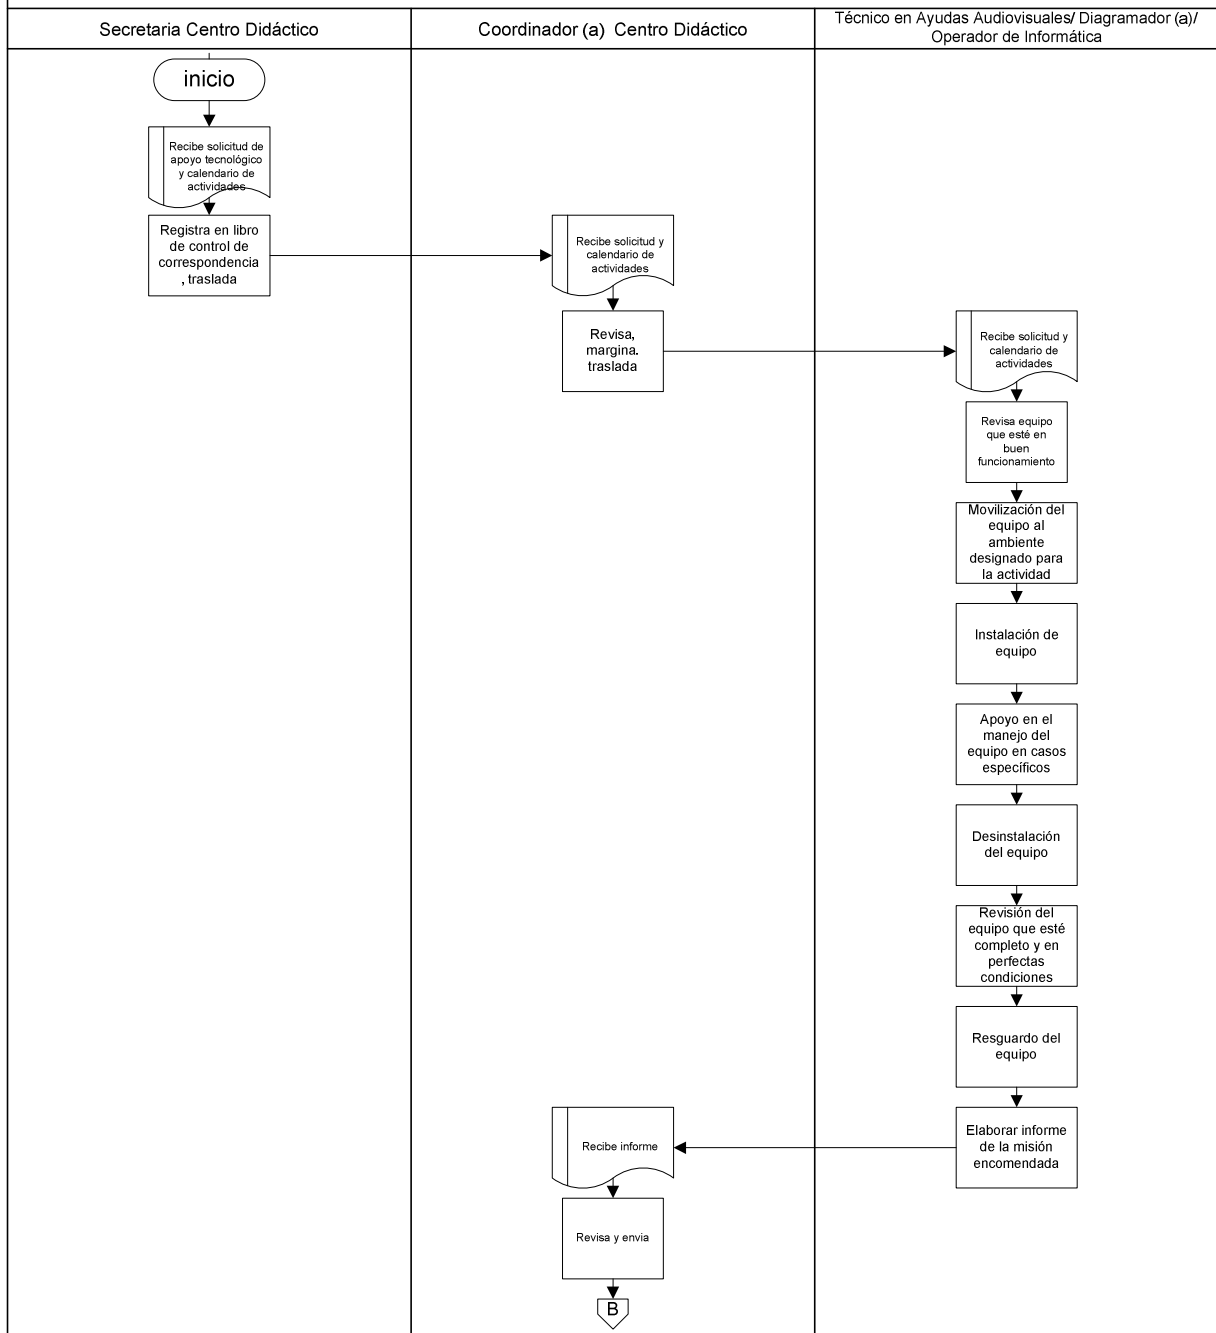 Secretaria Centro Didáctico
Coordinador (a) Centro Didáctico
Técnico en Ayudas Audiovisuales/ Diagramador (a)/
Operador de Informática
inicio
Recibe solicitud de
apoyo tecnológico
y calendario de
actividades
Registra en libro
de control de
correspondencia
, traslada
Recibe solicitud y
calendario de
actividades
Revisa,
margina.
traslada
Recibe solicitud y
calendario de
actividades
Revisa equipo
que esté en
buen
funcionamiento
Movilización del
equipo al
ambiente
designado para
la actividad
Instalación de
equipo
Apoyo en el
manejo del
equipo en casos
específicos
Desinstalación
del equipo
Revisión del
equipo que esté
completo y en
perfectas
condiciones
Resguardo del
equipo
Elaborar informe
de la misión
encomendada
Recibe informe
Revisa y envia
B